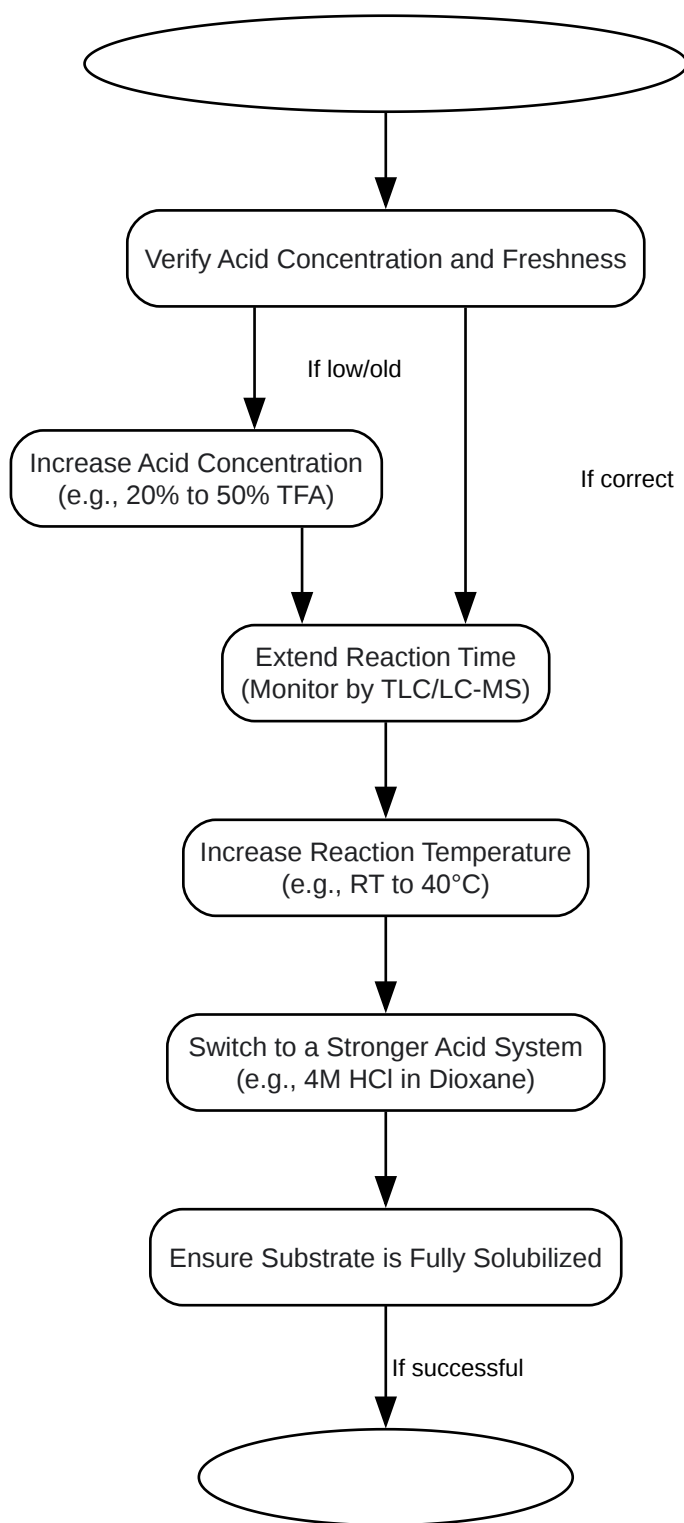 Verify Acid Concentration and Freshness
If low/old
Increase Acid Concentration
(e.g., 20% to 50% TFA)
If correct
Extend Reaction Time
(Monitor by TLC/LC-MS)
Increase Reaction Temperature
(e.g., RT to 40°C)
Switch to a Stronger Acid System
(e.g., 4M HCl in Dioxane)
Ensure Substrate is Fully Solubilized
If successful